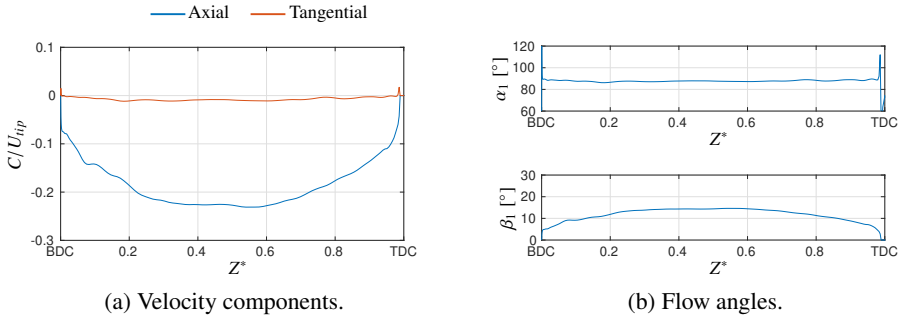 Axial Tangential
0.1
0
-0.1
-0.2
-0.3
C/U_tip
BDC 0.2 0.4 0.6 0.8 TDC
Z*
(a) Velocity components.
120
100
80
60
α₁ [°]
BDC 0.2 0.4 0.6 0.8 TDC
Z*
30
20
10
0
β₁ [°]
BDC 0.2 0.4 0.6 0.8 TDC
Z*
(b) Flow angles.